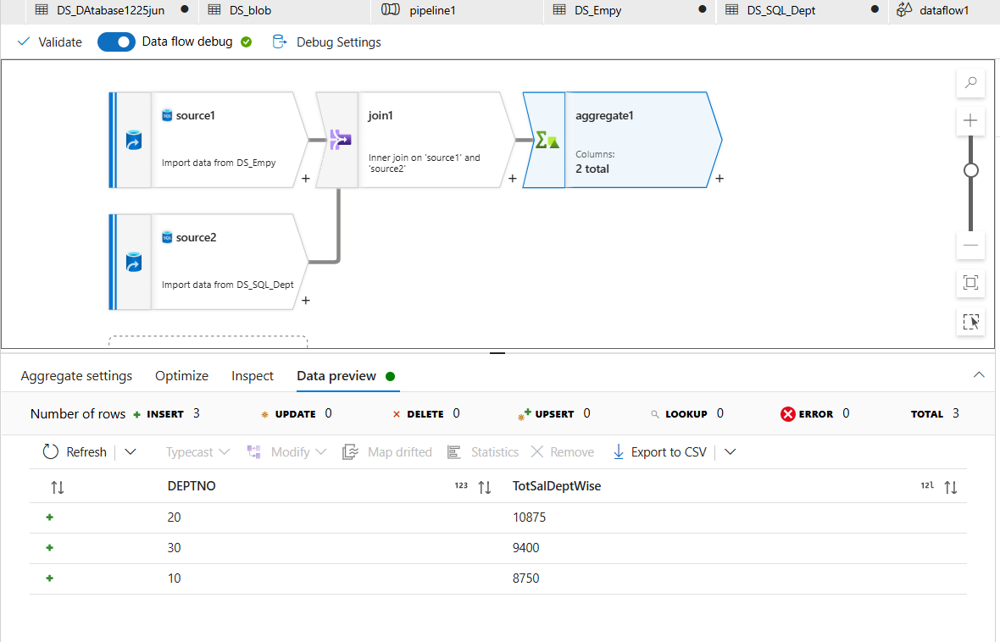 DS_DAtabase1225jun DS_blob pipeline1 DS_Empy DS_SQL_Dept dataflow1
Validate Data flow debug Debug Settings
source1
Import data from DS_Empy
+
join1
Inner join on 'source1' and
'source2'
+
aggregate1
Columns:
2 total
+
source2
Import data from DS_SQL_Dept
+
Aggregate settings Optimize Inspect Data preview
Number of rows + INSERT 3 UPDATE 0 DELETE 0 UPSERT 0 LOOKUP 0 ERROR 0 TOTAL 3
Refresh Typecast Modify Map drifted Statistics Remove Export to CSV
DEPTNO 123 TotSalDeptWise 12l
+ 20 10875
+ 30 9400
+ 10 8750